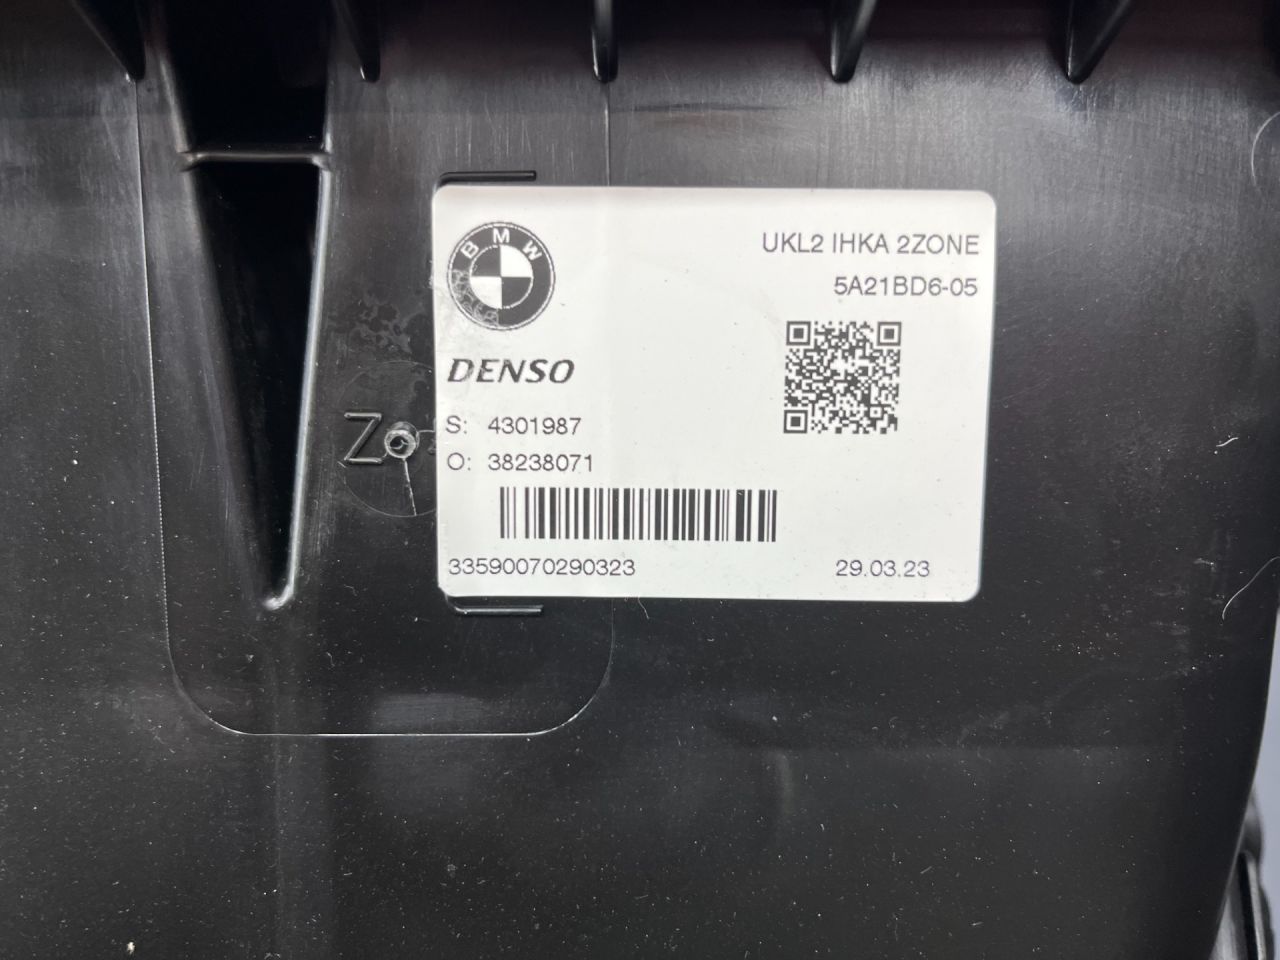 BMW
UKL2 IHKA 2ZONE
5A21BD6-05
DENSO
S: 4301987
O: 38238071
33590070290323
29.03.23
Z